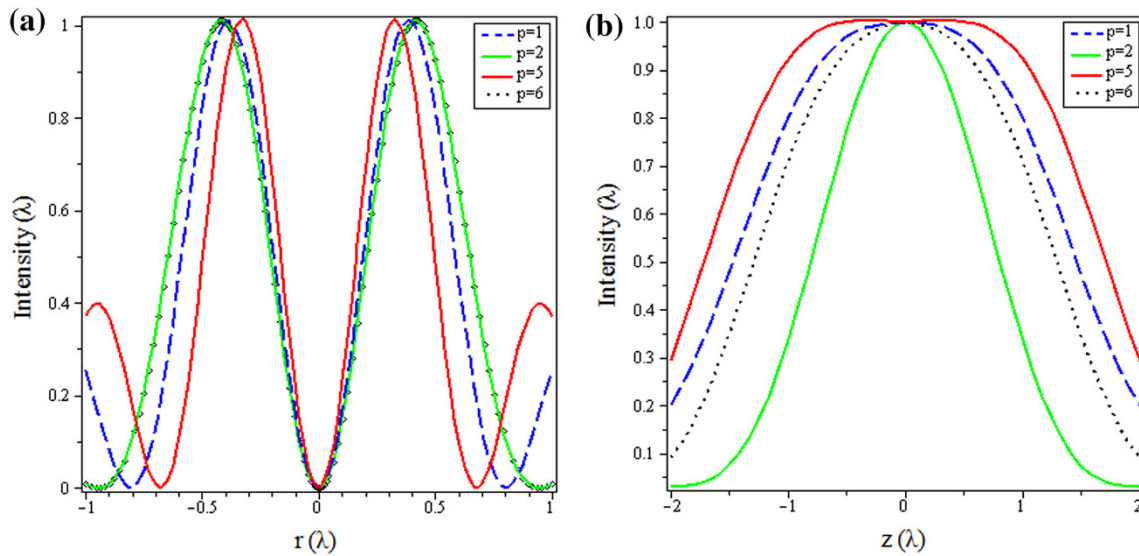 (a)
1
0.8
0.6
0.4
0.2
0
Intensity (λ)
−1
−0.5
0
0.5
1
r (λ)
p=1
p=2
p=5
p=6
(b)
1.0
0.9
0.8
0.7
0.6
0.5
0.4
0.3
0.2
0.1
Intensity (λ)
−2
−1
0
1
2
z (λ)
p=1
p=2
p=5
p=6